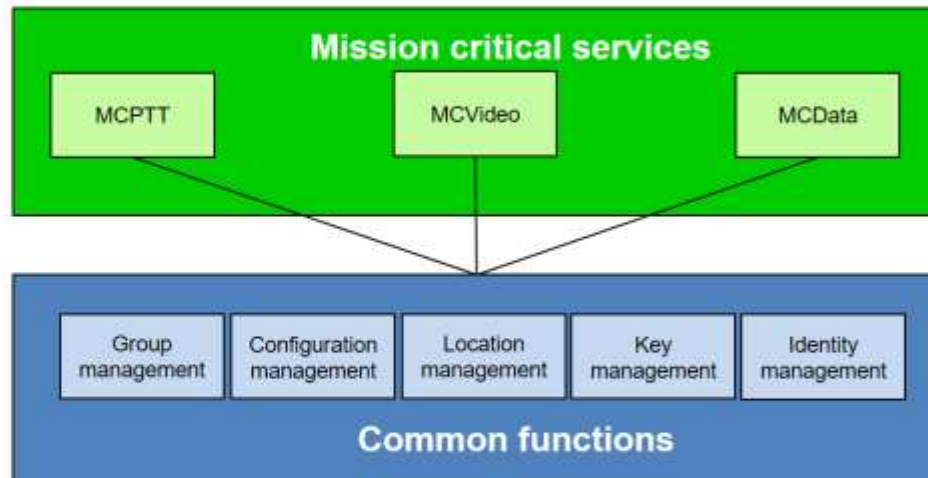 Mission critical services
MCPTT
MCVideo
MCData
Group
management
Configuration
management
Location
management
Key
management
Identity
management
Common functions